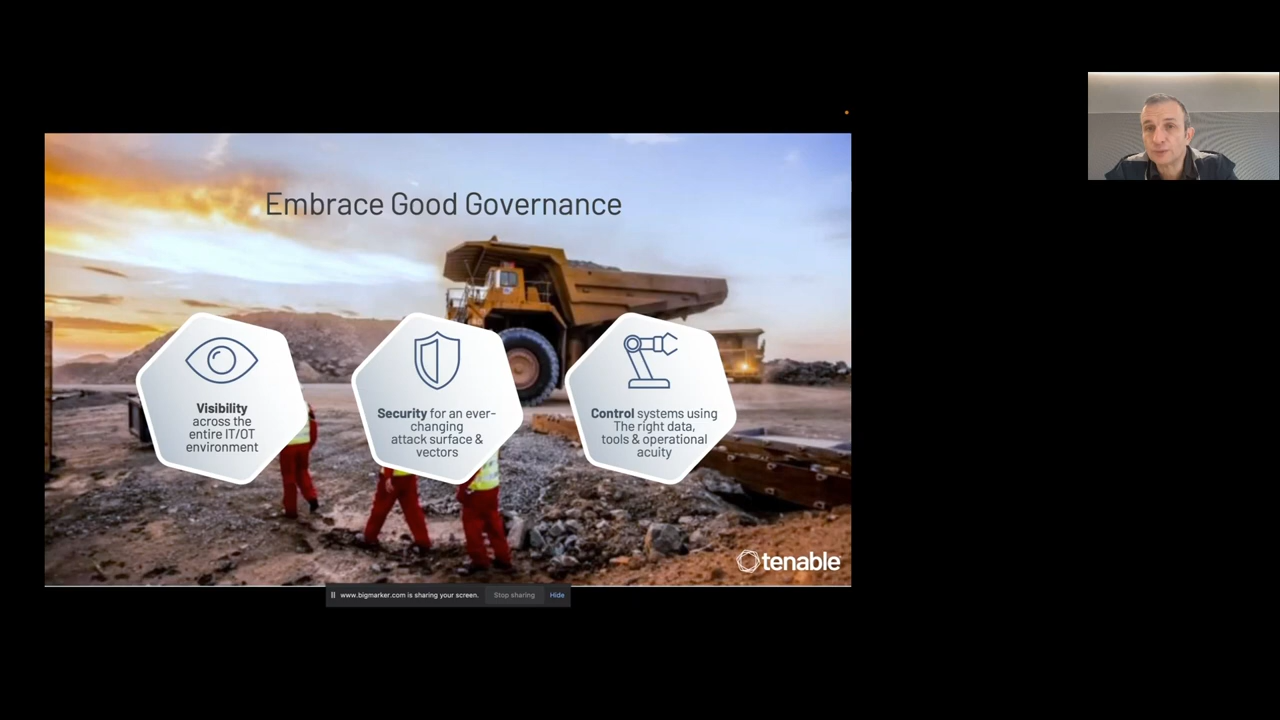 Embrace Good Governance
Visibility
across the
entire IT/OT
environment
Security for an ever-
changing
attack surface &
vectors
Control systems using
The right data,
tools & operational
acuity
tenable
www.bigmarker.com is sharing your screen.
Stop sharing
Hide